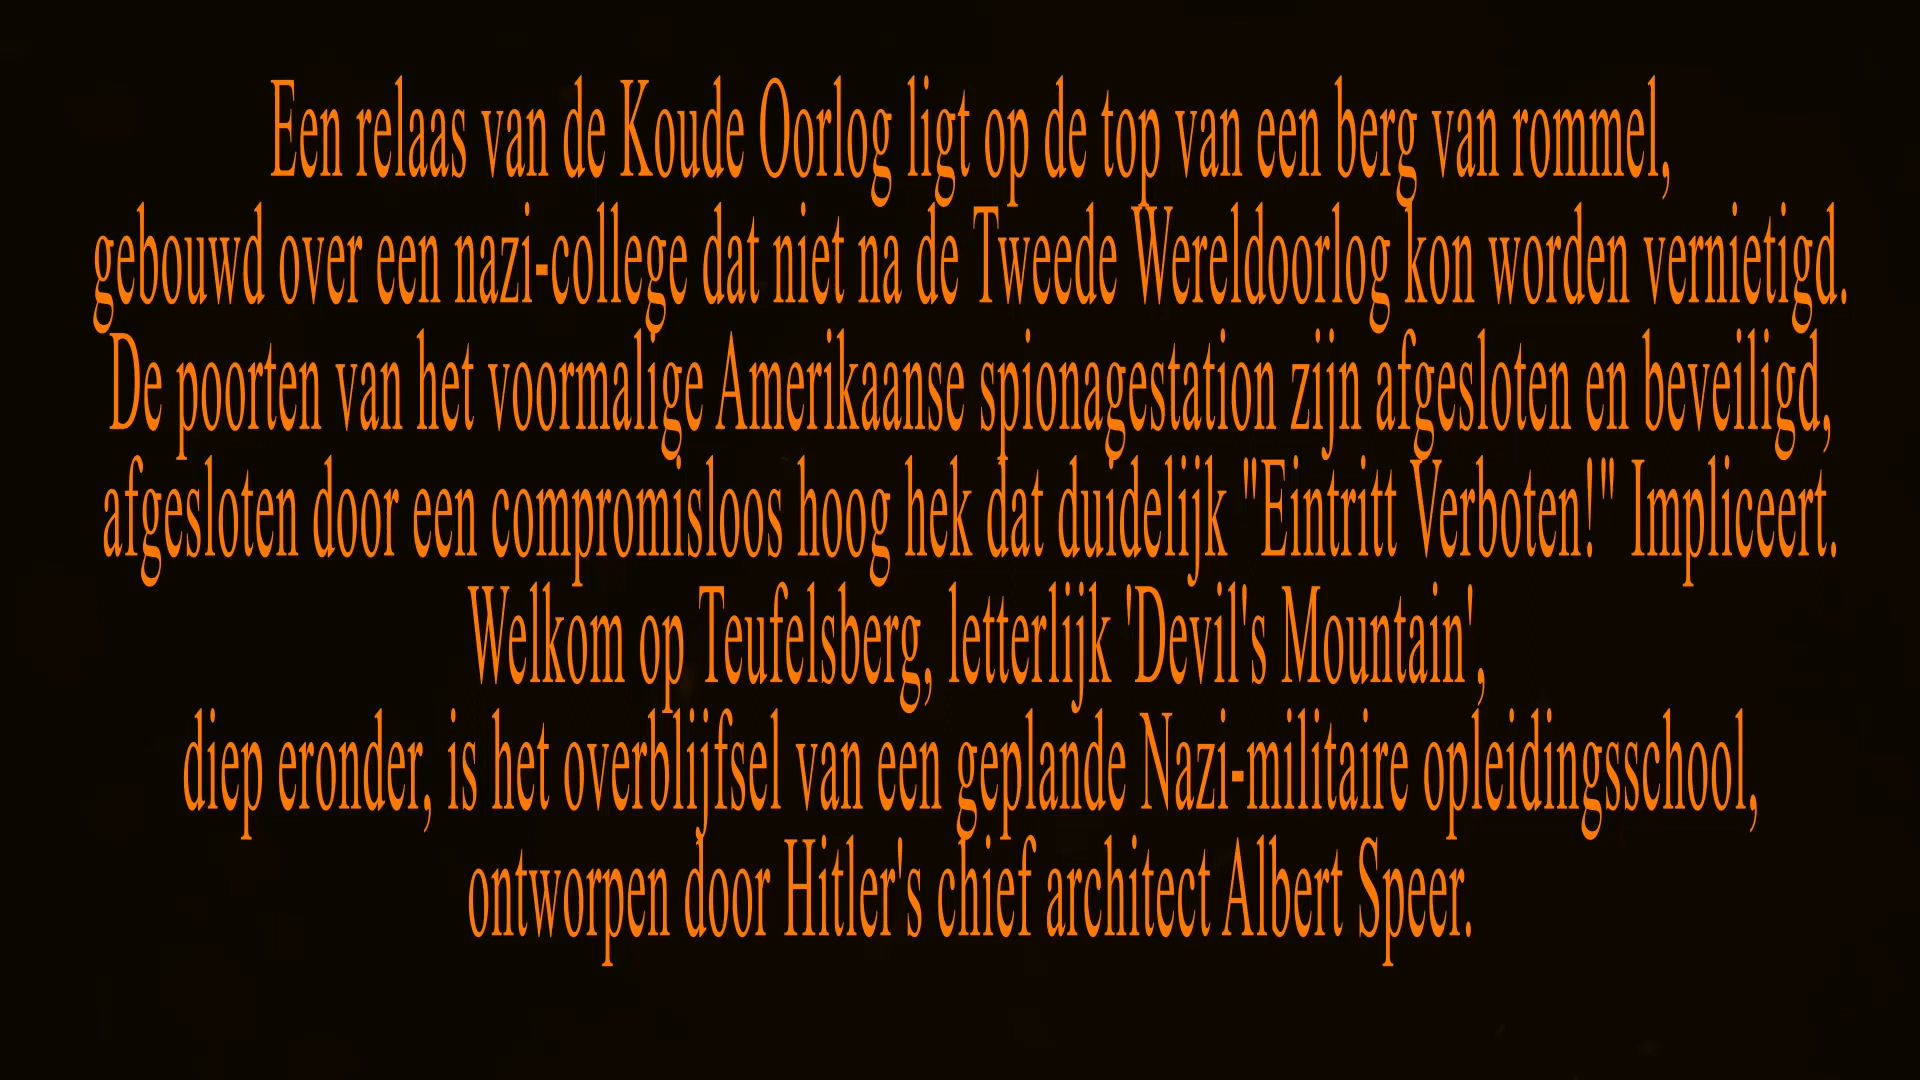 Een relaas van de Koude Oorlog ligt op de top van een berg van rommel,
gebouwd over een nazi-college dat niet na de Tweede Wereldoorlog kon worden vernietigd.
De poorten van het voormalige Amerikaanse spionagestation zijn afgesloten en beveiligd,
afgesloten door een compromisloos hoog hek dat duidelijk "Eintritt Verboten!" Impliceert.
Welkom op Teufelsberg, letterlijk 'Devil's Mountain',
diep eronder, is het overblijfsel van een geplande Nazi-militaire opleidingsschool,
ontworpen door Hitler's chief architect Albert Speer.